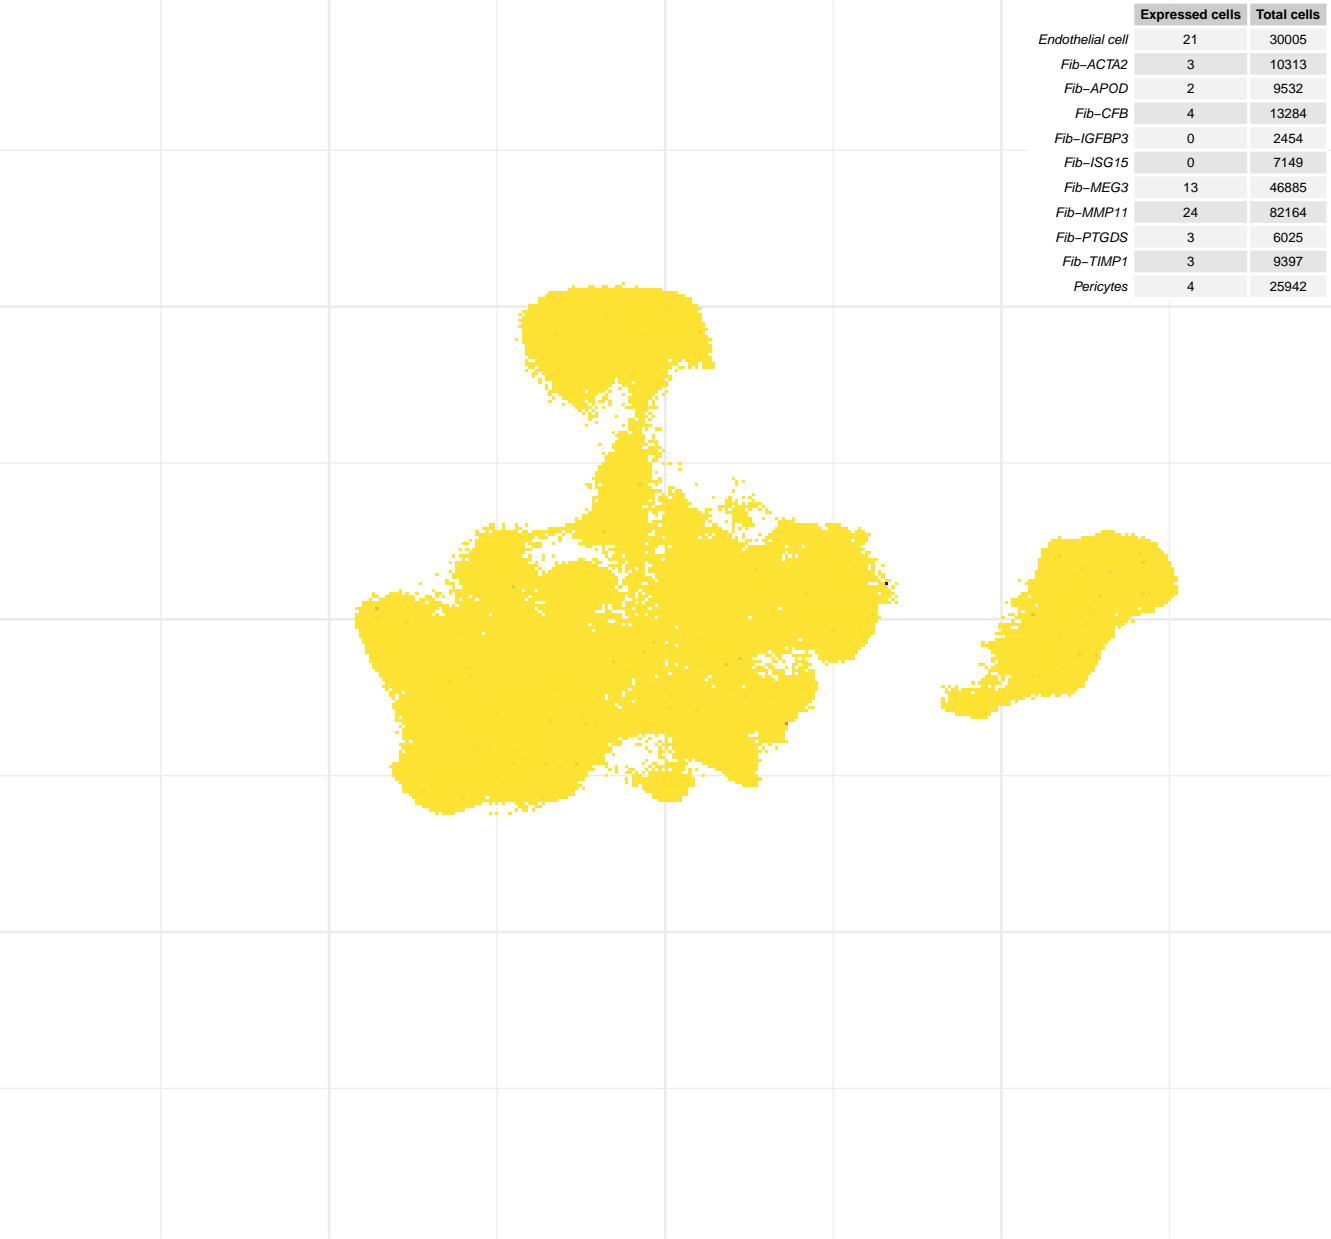 Expressed cells Total cells
Endothelial cell 21 30005
Fib−ACTA2 3 10313
Fib−APOD 2 9532
Fib−CFB 4 13284
Fib−IGFBP3 0 2454
Fib−ISG15 0 7149
Fib−MEG3 13 46885
Fib−MMP11 24 82164
Fib−PTGDS 3 6025
Fib−TIMP1 3 9397
Pericytes 4 25942